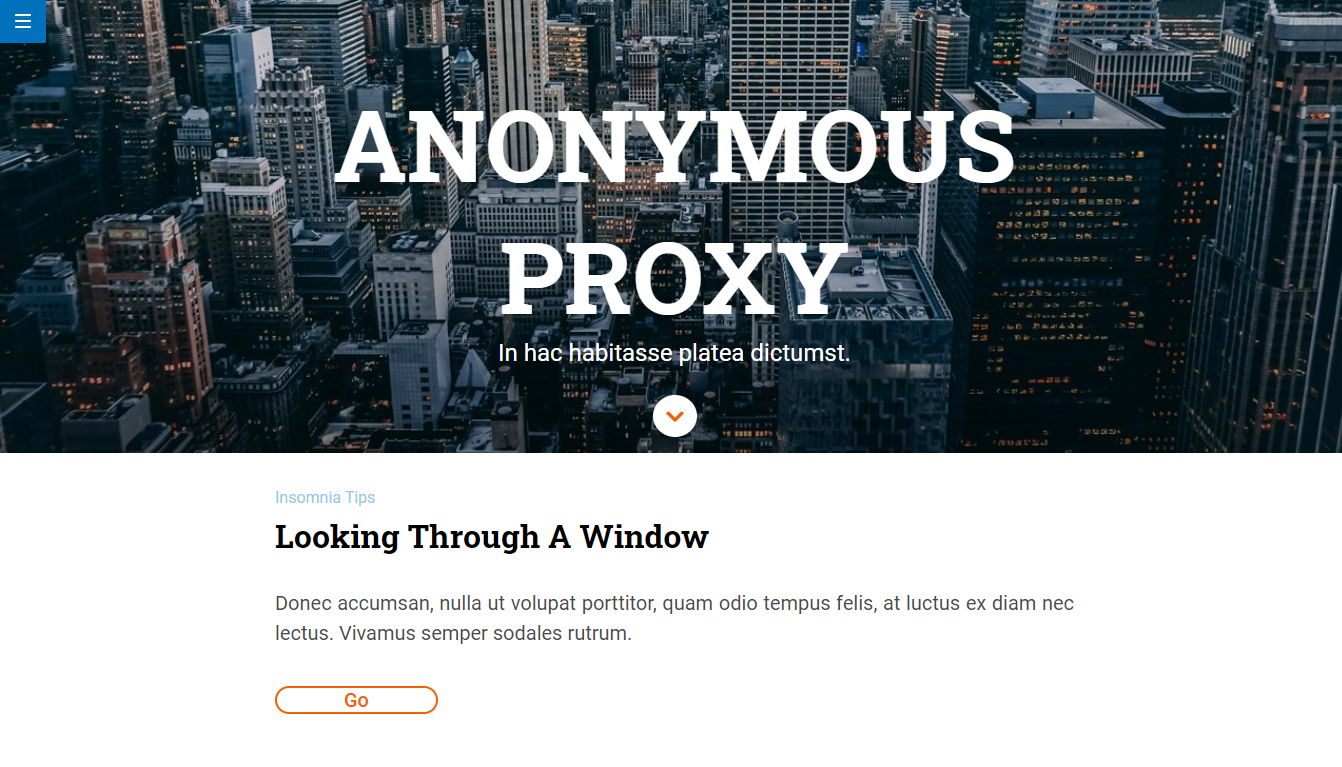 ANONYMOUS
PROXY
In hac habitasse platea dictumst.
Insomnia Tips
Looking Through A Window
Donec accumsan, nulla ut volupat porttitor, quam odio tempus felis, at luctus ex diam nec
lectus. Vivamus semper sodales rutrum.
Go